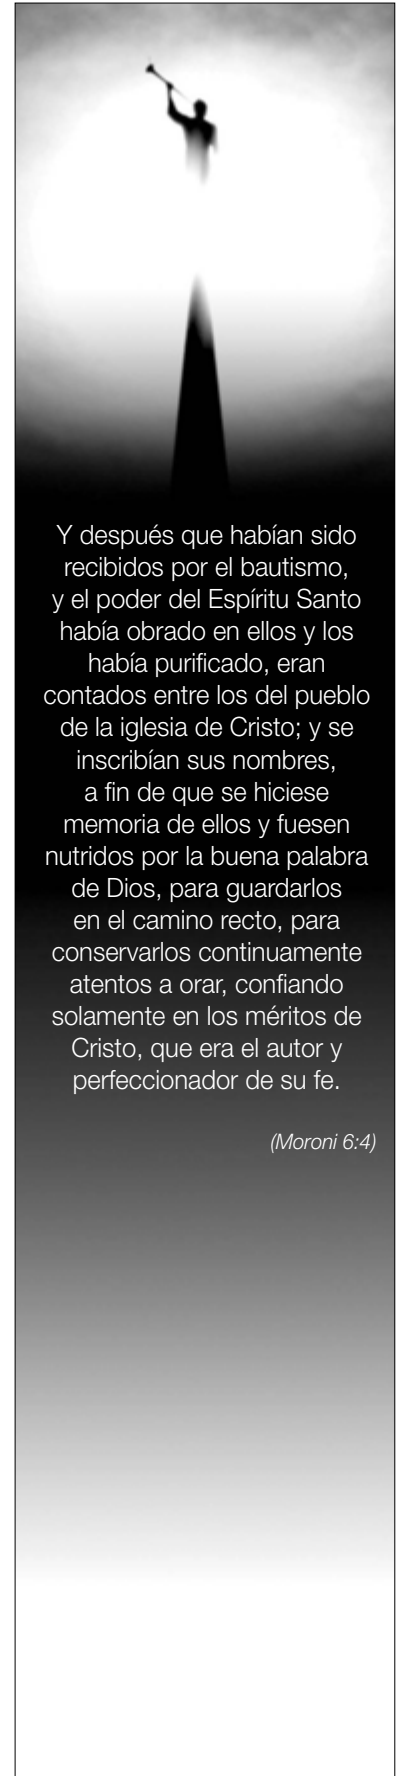 Y después que habían sido
recibidos por el bautismo,
y el poder del Espíritu Santo
había obrado en ellos y los
había purificado, eran
contados entre los del pueblo
de la iglesia de Cristo; y se
inscribían sus nombres,
a fin de que se hiciese
memoria de ellos y fuesen
nutridos por la buena palabra
de Dios, para guardarlos
en el camino recto, para
conservarlos continuamente
atentos a orar, confiando
solamente en los méritos de
Cristo, que era el autor y
perfeccionador de su fe.
(Moroni 6:4)